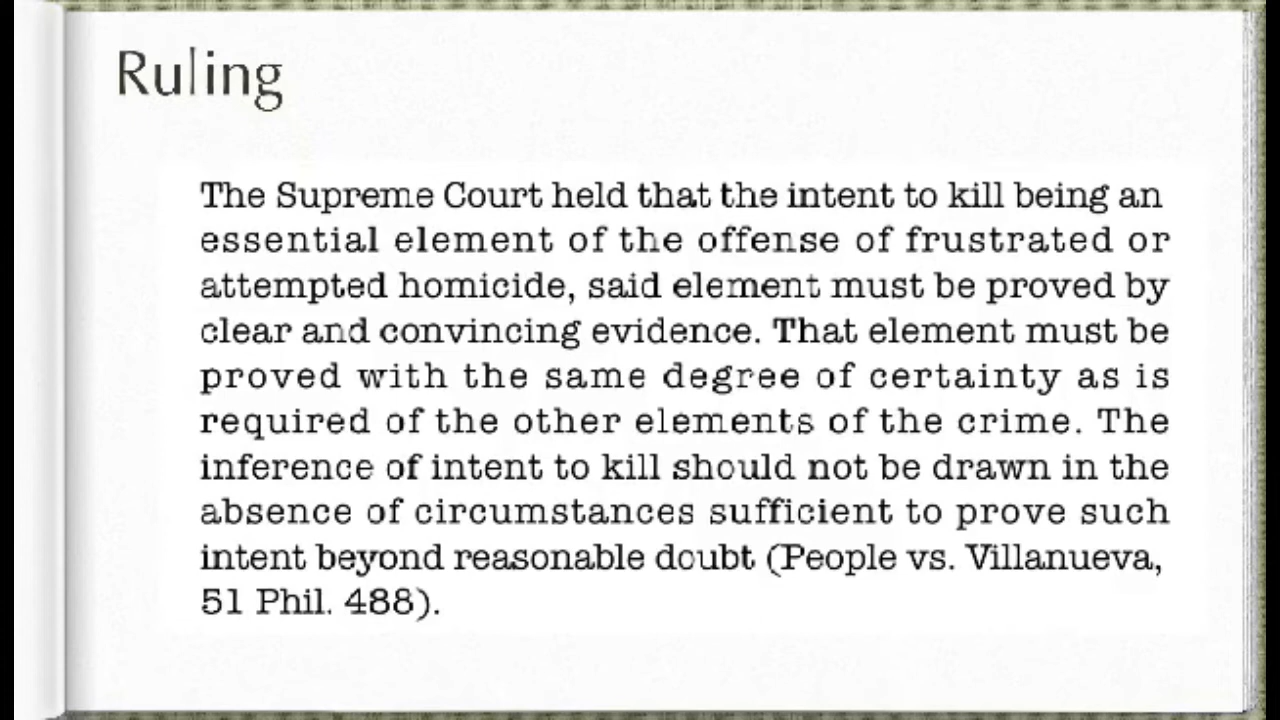 Ruling
The Supreme Court held that the intent to kill being an
essential element of the offense of frustrated or
attempted homicide, said element must be proved by
clear and convincing evidence. That element must be
proved with the same degree of certainty as is
required of the other elements of the crime. The
inference of intent to kill should not be drawn in the
absence of circumstances sufficient to prove such
intent beyond reasonable doubt (People vs. Villanueva,
51 Phil. 488).